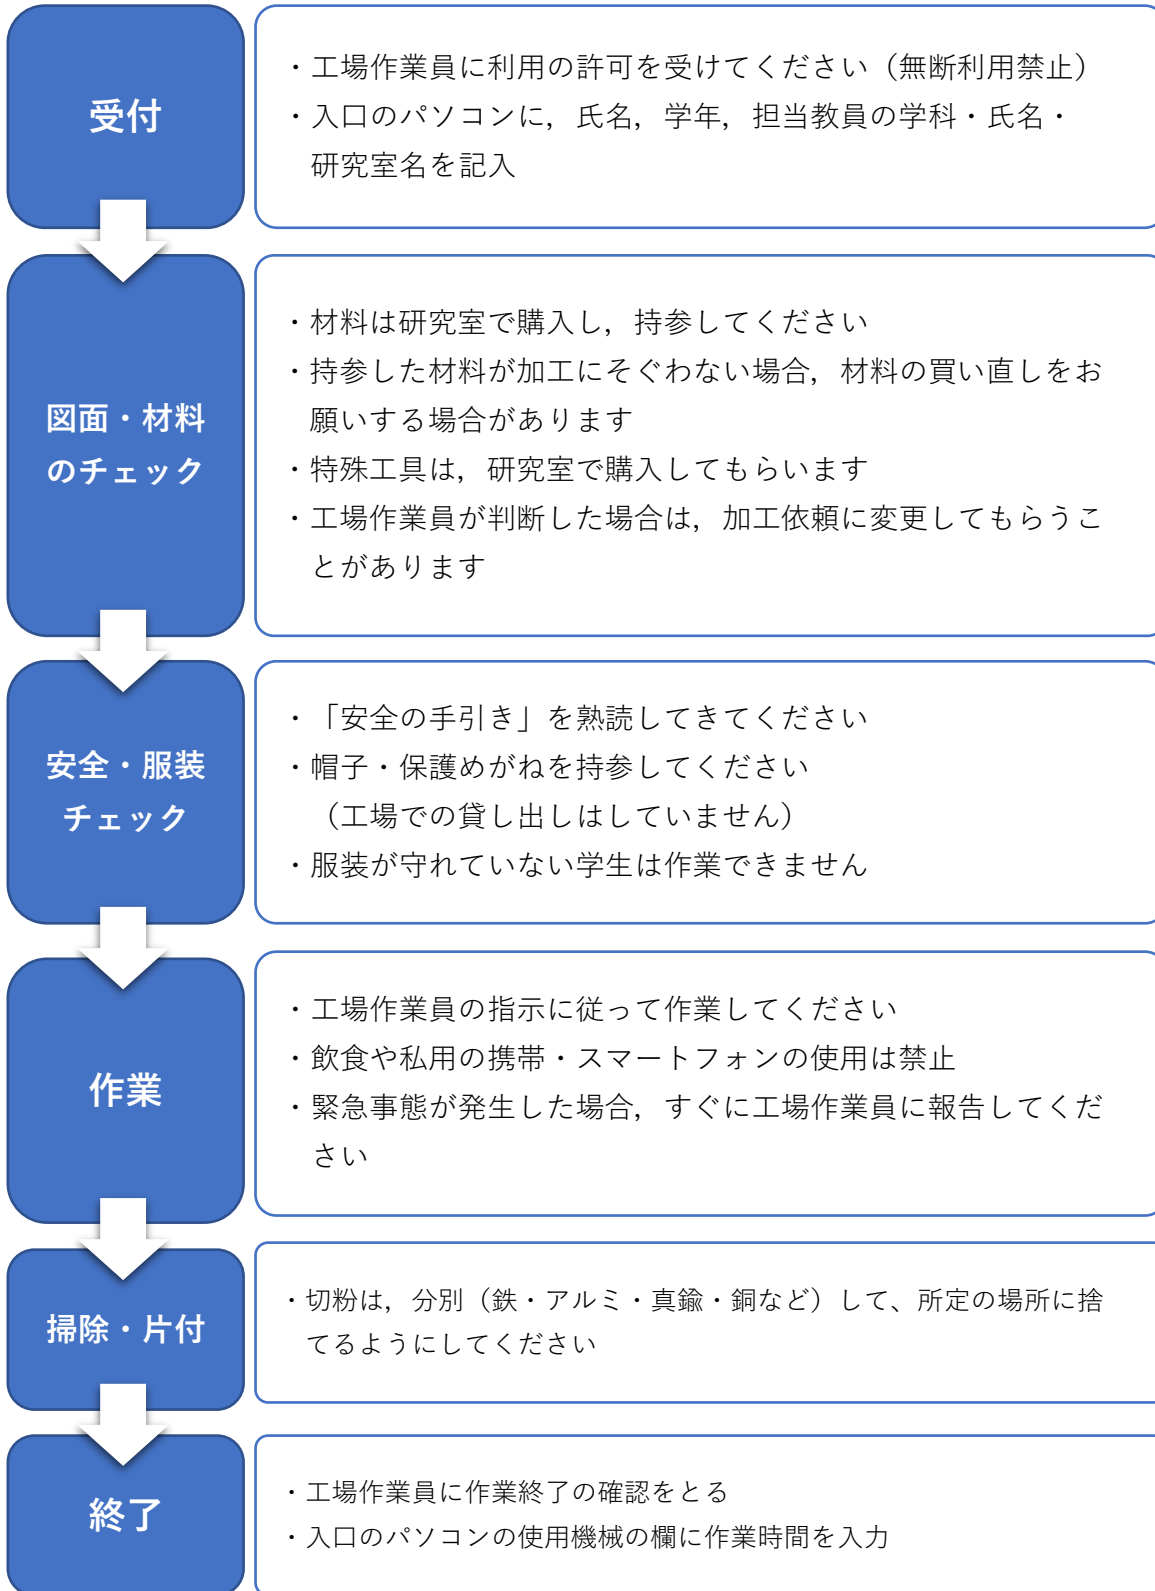 受付
・工場作業員に利用の許可を受けてください（無断利用禁止）
・入口のパソコンに，氏名，学年，担当教員の学科・氏名・
研究室名を記入
図面・材料
のチェック
・材料は研究室で購入し，持参してください
・持参した材料が加工にそぐわない場合，材料の買い直しをお
願いする場合があります
・特殊工具は，研究室で購入してもらいます
・工場作業員が判断した場合は，加工依頼に変更してもらうこ
とがあります
安全・服装
チェック
・「安全の手引き」を熟読してきてください
・帽子・保護めがねを持参してください
（工場での貸し出しはしていません）
・服装が守れていない学生は作業できません
作業
・工場作業員の指示に従って作業してください
・飲食や私用の携帯・スマートフォンの使用は禁止
・緊急事態が発生した場合，すぐに工場作業員に報告してくだ
さい
掃除・片付
・切粉は，分別（鉄・アルミ・真鍮・銅など）して、所定の場所に捨
てるようにしてください
終了
・工場作業員に作業終了の確認をとる
・入口のパソコンの使用機械の欄に作業時間を入力